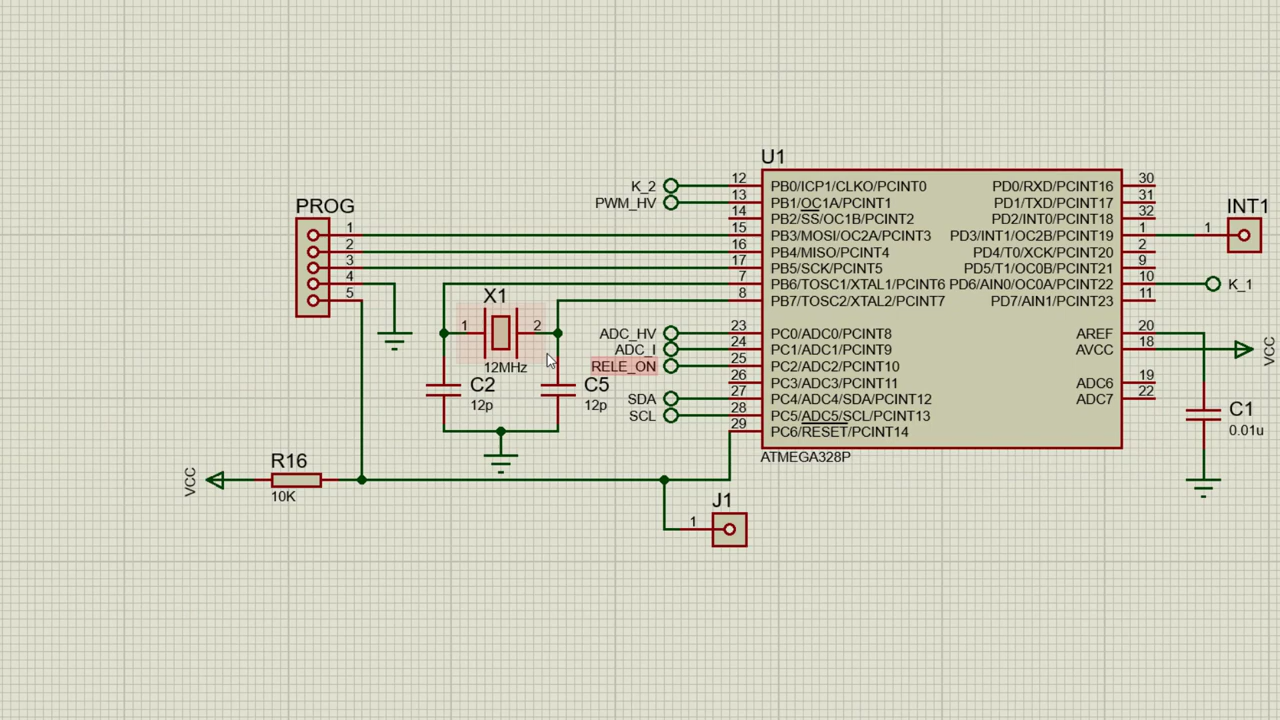 U1
K_2
PWM_HV
12
13
14
15
16
17
7
8
23
24
25
26
27
28
29
PB0/ICP1/CLKO/PCINT0
PB1/OC1A/PCINT1
PB2/SS/OC1B/PCINT2
PB3/MOSI/OC2A/PCINT3
PB4/MISO/PCINT4
PB5/SCK/PCINT5
PB6/TOSC1/XTAL1/PCINT6
PB7/TOSC2/XTAL2/PCINT7
PC0/ADC0/PCINT8
PC1/ADC1/PCINT9
PC2/ADC2/PCINT10
PC3/ADC3/PCINT11
PC4/ADC4/SDA/PCINT12
PC5/ADC5/SCL/PCINT13
PC6/RESET/PCINT14
ATMEGA328P
PD0/RXD/PCINT16
PD1/TXD/PCINT17
PD2/INT0/PCINT18
PD3/INT1/OC2B/PCINT19
PD4/T0/XCK/PCINT20
PD5/T1/OC0B/PCINT21
PD6/AIN0/OC0A/PCINT22
PD7/AIN1/PCINT23
AREF
AVCC
ADC6
ADC7
30
31
32
1
2
9
10
11
20
18
19
22
INT1
1
K_1
VCC
C1
0.01u
PROG
1
2
3
4
5
X1
1
2
12MHz
C2
12p
C5
12p
ADC_HV
ADC_I
RELE_ON
SDA
SCL
VCC
R16
10K
J1
1